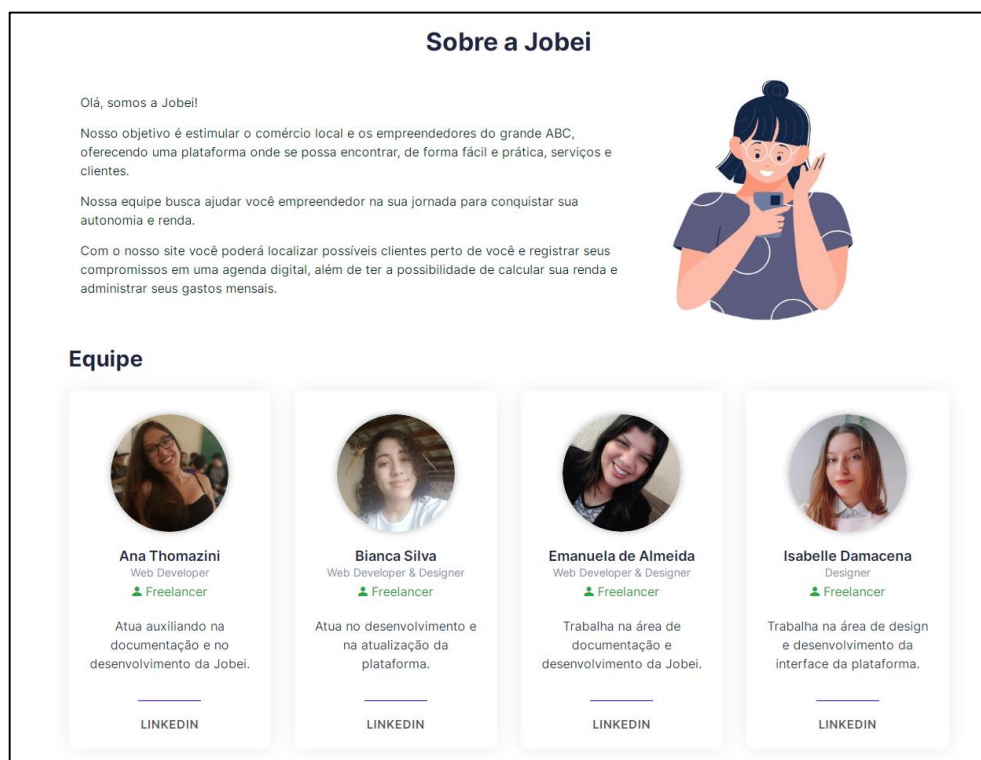 Sobre a Jobei
Olá, somos a Jobei!
Nosso objetivo é estimular o comércio local e os empreendedores do grande ABC,
oferecendo uma plataforma onde se possa encontrar, de forma fácil e prática, serviços e
clientes.
Nossa equipe busca ajudar você empreendedor na sua jornada para conquistar sua
autonomia e renda.
Com o nosso site você poderá localizar possíveis clientes perto de você e registrar seus
compromissos em uma agenda digital, além de ter a possibilidade de calcular sua renda e
administrar seus gastos mensais.
Equipe
Ana Thomazini
Web Developer
Freelancer
Atua auxiliando na
documentação e no
desenvolvimento da Jobei.
LINKEDIN
Bianca Silva
Web Developer & Designer
Freelancer
Atua no desenvolvimento e
na atualização da
plataforma.
LINKEDIN
Emanuela de Almeida
Web Developer & Designer
Freelancer
Trabalha na área de
documentação e
desenvolvimento da Jobei.
LINKEDIN
Isabelle Damacena
Designer
Freelancer
Trabalha na área de design
e desenvolvimento da
interface da plataforma.
LINKEDIN